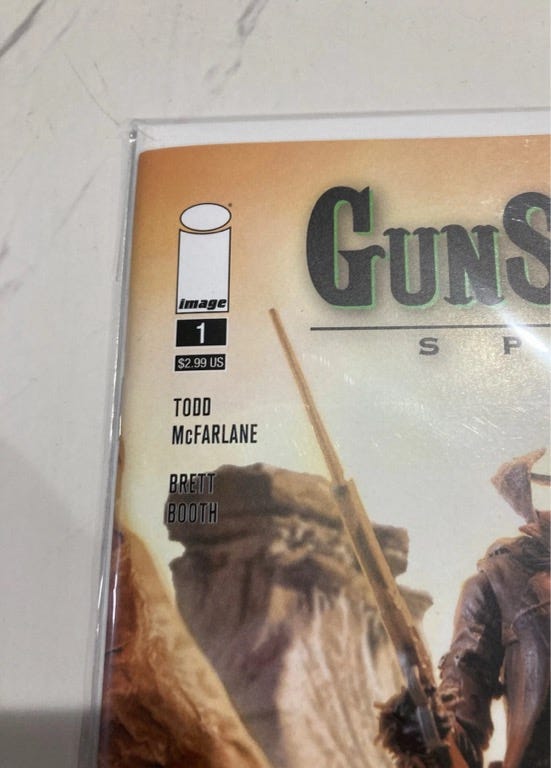 GUNS
S P
image
1
$2.99 US
TODD
McFARLANE
BRETT
BOOTH